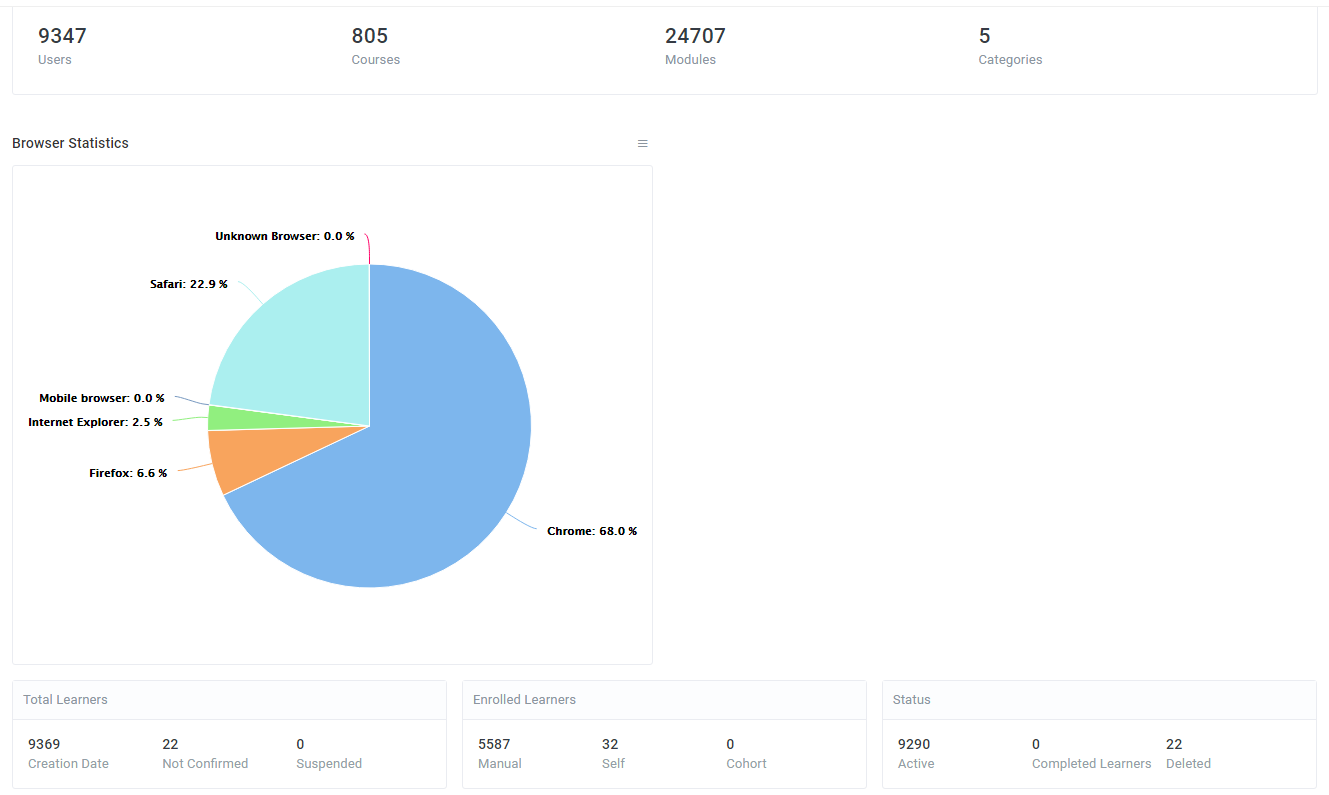 9347 805 24707 5
Users Courses Modules Categories
Browser Statistics
Unknown Browser: 0.0 %
Safari: 22.9 %
Mobile browser: 0.0 %
Internet Explorer: 2.5 %
Firefox: 6.6 %
Chrome: 68.0 %
Total Learners
9369 22 0
Creation Date Not Confirmed Suspended
Enrolled Learners
5587 32 0
Manual Self Cohort
Status
9290 0 22
Active Completed Learners Deleted